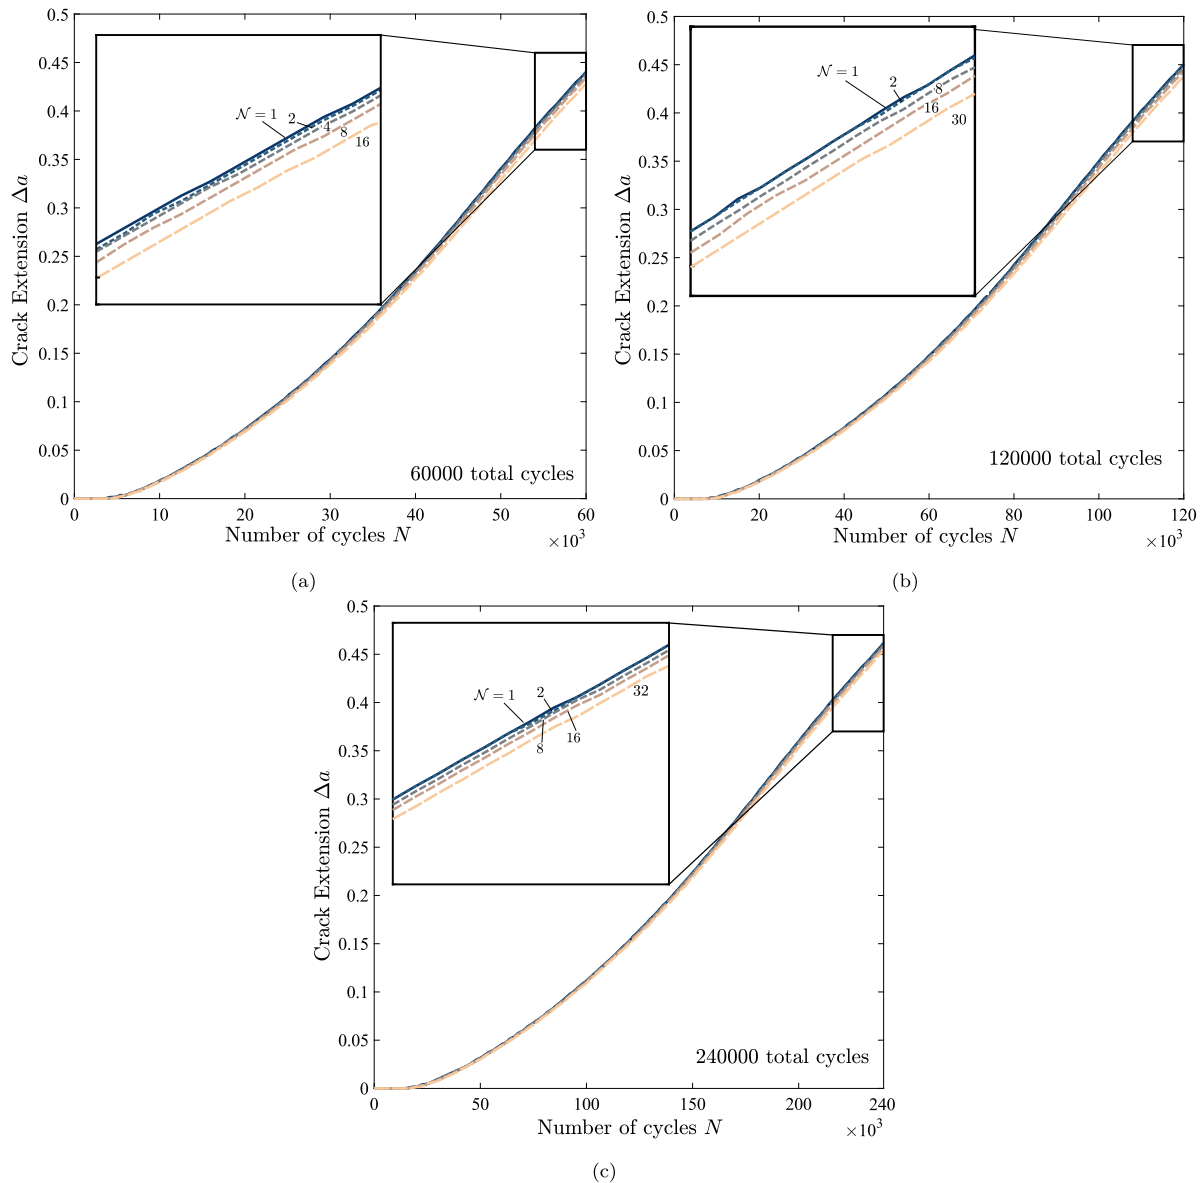 0.5
0.45
0.4
0.35
0.3
0.25
0.2
0.15
0.1
0.05
0
Crack Extension Δa
𝒩 = 1
2
4
8
16
60000 total cycles
0 10 20 30 40 50 60
Number of cycles N
×10³
(a)
0.5
0.45
0.4
0.35
0.3
0.25
0.2
0.15
0.1
0.05
0
Crack Extension Δa
𝒩 = 1
2
8
16
30
120000 total cycles
0 20 40 60 80 100 120
Number of cycles N
×10³
(b)
0.5
0.45
0.4
0.35
0.3
0.25
0.2
0.15
0.1
0.05
0
Crack Extension Δa
𝒩 = 1
2
8
16
32
240000 total cycles
0 50 100 150 200 240
Number of cycles N
×10³
(c)